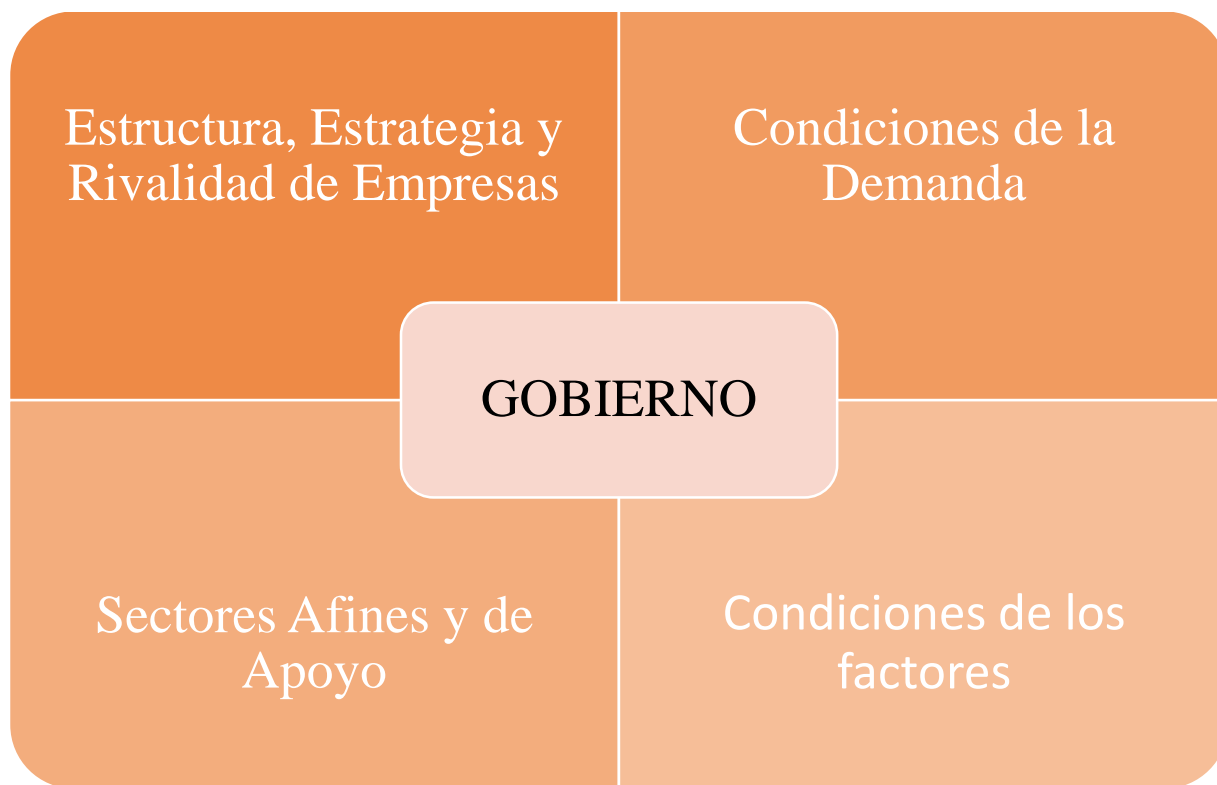 Estructura, Estrategia y
Rivalidad de Empresas
Condiciones de la
Demanda
GOBIERNO
Sectores Afines y de
Apoyo
Condiciones de los
factores